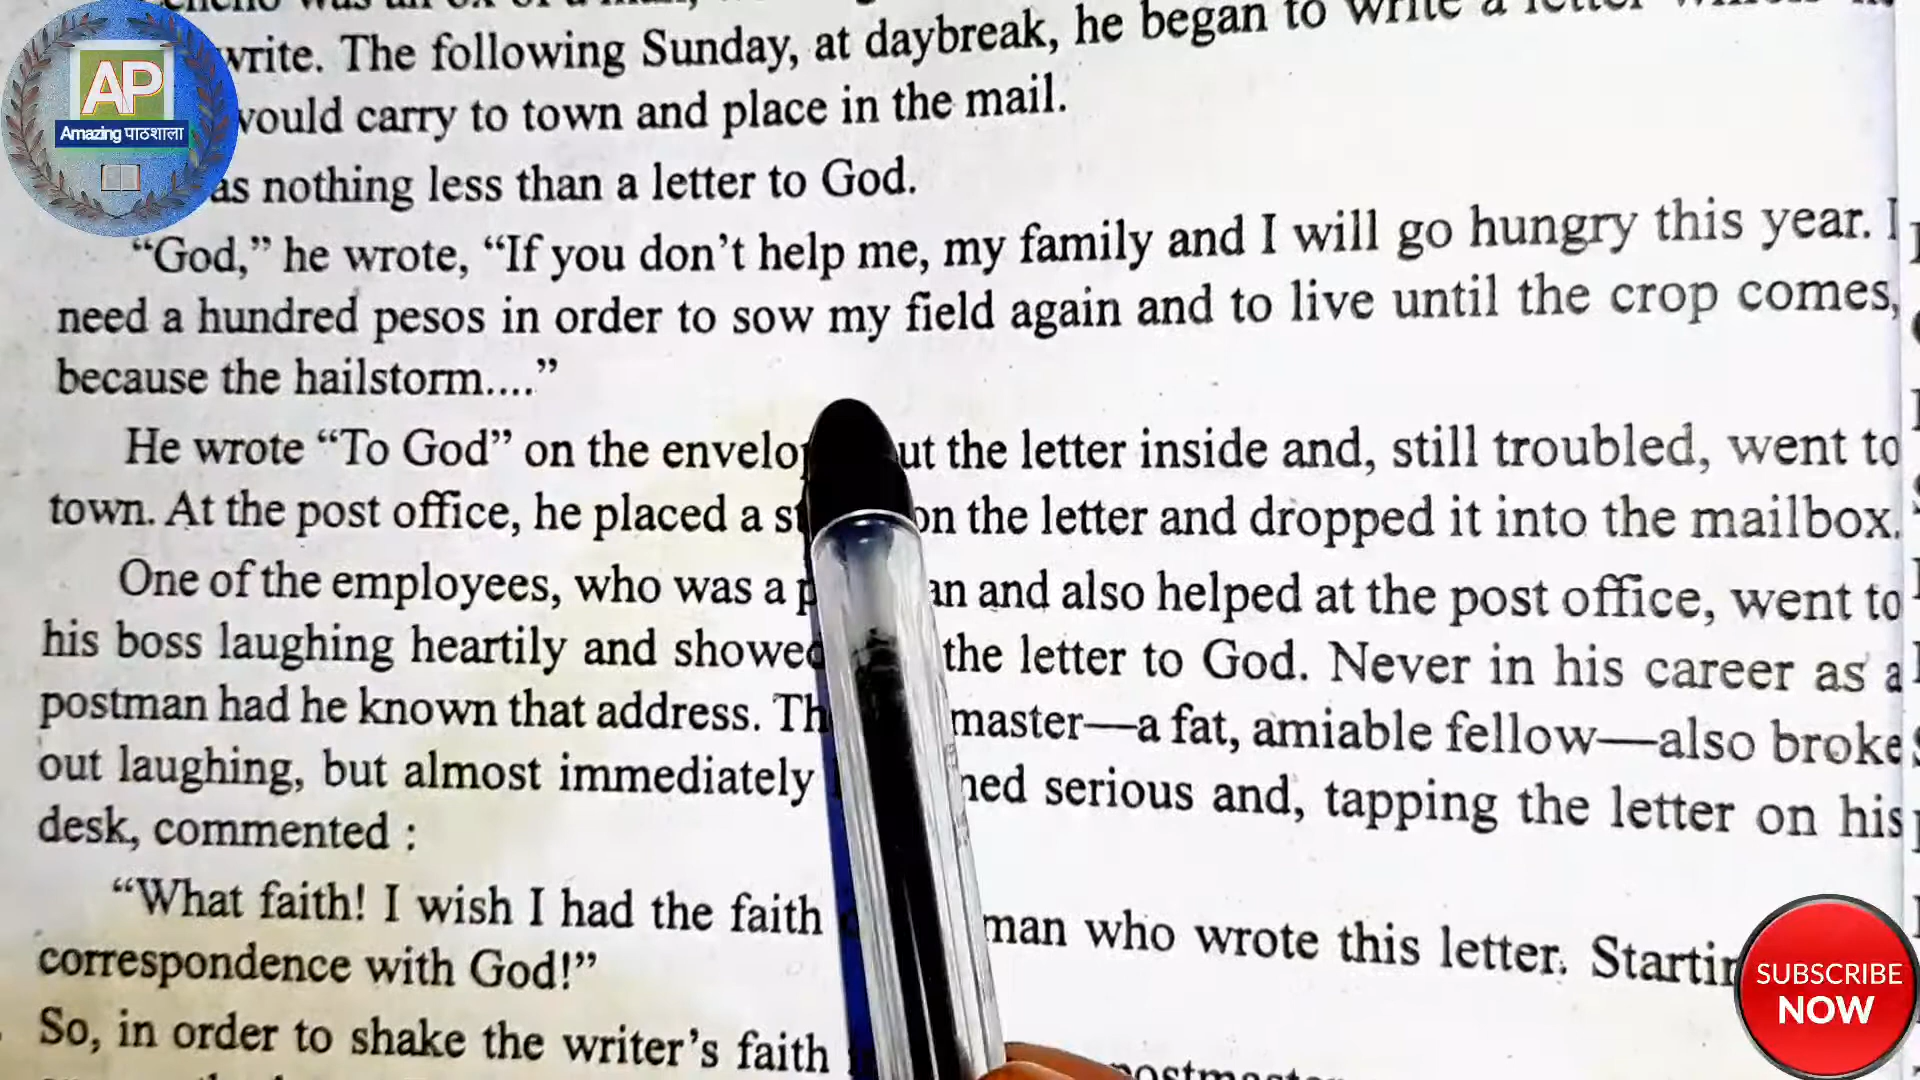 write. The following Sunday, at daybreak, he began to write a letter
would carry to town and place in the mail.
as nothing less than a letter to God.
“God,” he wrote, “If you don’t help me, my family and I will go hungry this year. I
need a hundred pesos in order to sow my field again and to live until the crop comes,
because the hailstorm....”
He wrote “To God” on the the letter inside and, still troubled, went to
town. At the post office, he placed a on the letter and dropped it into the mailbox.
One of the employees, who was a and also helped at the post office, went to
his boss laughing heartily and showed the letter to God. Never in his career as a
postman had he known that address. master—a fat, amiable fellow—also broke
out laughing, but almost immediately serious and, tapping the letter on his
desk, commented :
“What faith! I wish I had the faith man who wrote this letter.
correspondence with God!”
So, in order to shake the writer’s faith
AP
Amazing पाठशाला
SUBSCRIBE
NOW